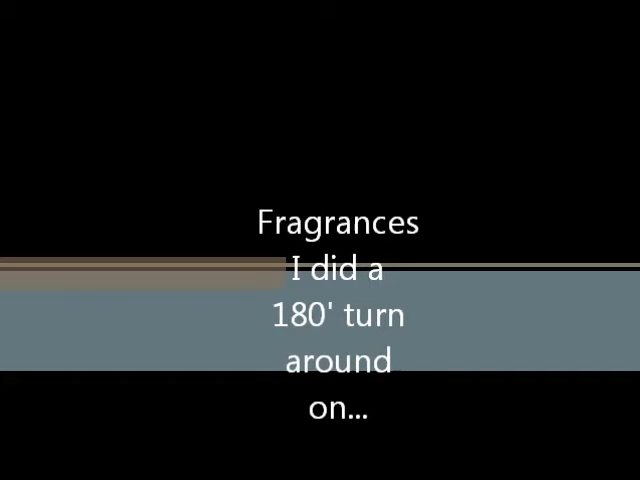 Fragrances
I did a
180' turn
around
on...